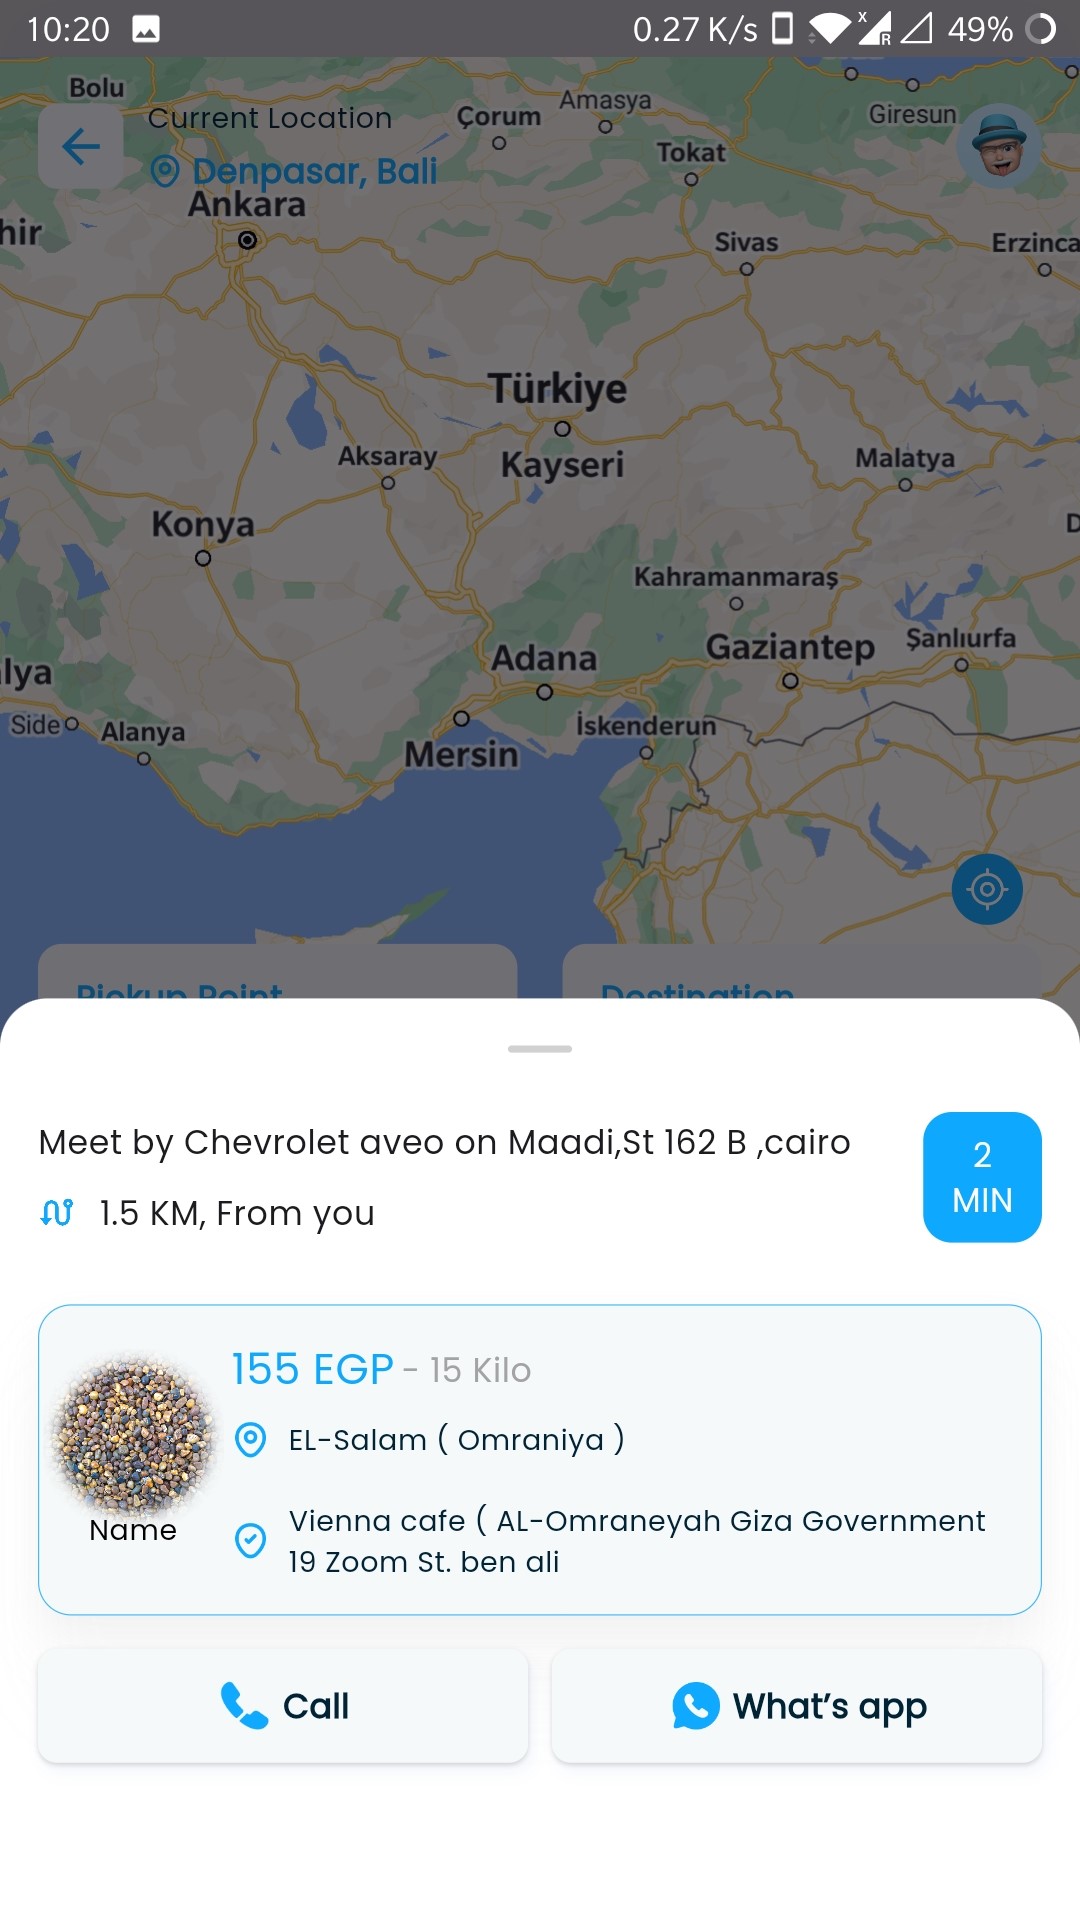 10:20
0.27 K/s
x
R
49%
Bolu
Current Location
Çorum
Amasya
Giresun
Denpasar, Bali
Tokat
Ankara
hir
Sivas
Erzinca
Türkiye
Aksaray
Kayseri
Malatya
Konya
D
Kahramanmaraş
Gaziantep
Şanlıurfa
Adana
lya
Side
Alanya
İskenderun
Mersin
Pickup Point
Destination
Meet by Chevrolet aveo on Maadi,St 162 B ,cairo
2
MIN
1.5 KM, From you
155 EGP - 15 Kilo
EL-Salam ( Omraniya )
Vienna cafe ( AL-Omraneyah Giza Government
19 Zoom St. ben ali
Name
Call
What’s app